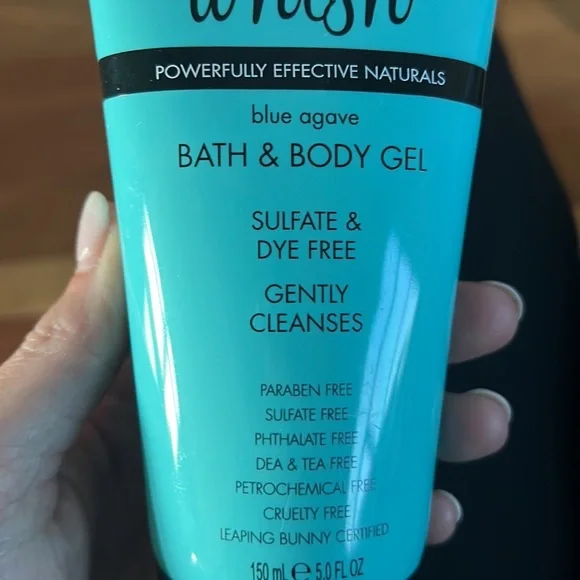 whish
POWERFULLY EFFECTIVE NATURALS
blue agave
BATH & BODY GEL
SULFATE &
DYE FREE
GENTLY
CLEANSES
PARABEN FREE
SULFATE FREE
PHTHALATE FREE
DEA & TEA FREE
PETROCHEMICAL FREE
CRUELTY FREE
LEAPING BUNNY CERTIFIED
150 mL ℮ 5.0 FL OZ